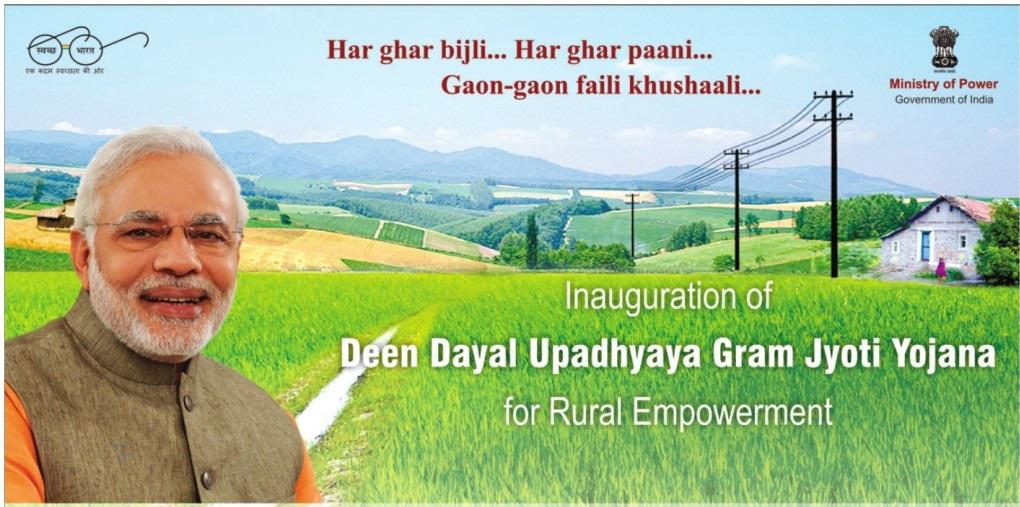 स्वच्छ भारत
एक कदम स्वच्छता की ओर
Har ghar bijli... Har ghar paani...
Gaon-gaon faili khushaali...
Ministry of Power
Government of India
Inauguration of
Deen Dayal Upadhyaya Gram Jyoti Yojana
for Rural Empowerment